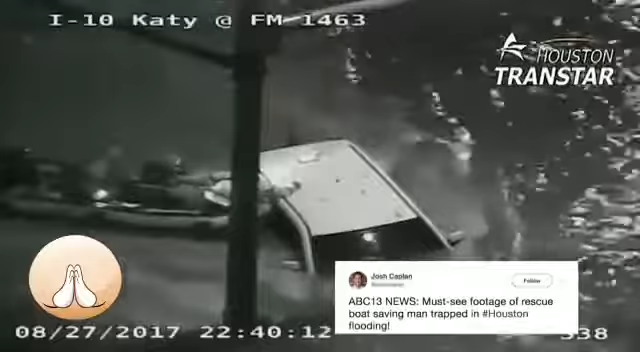 I-10 Katy @ FM 1463
HOUSTON
TRANSTAR
Josh Caplan
Follow
ABC13 NEWS: Must-see footage of rescue
boat saving man trapped in #Houston
flooding!
08/27/2017 22:40:12
338